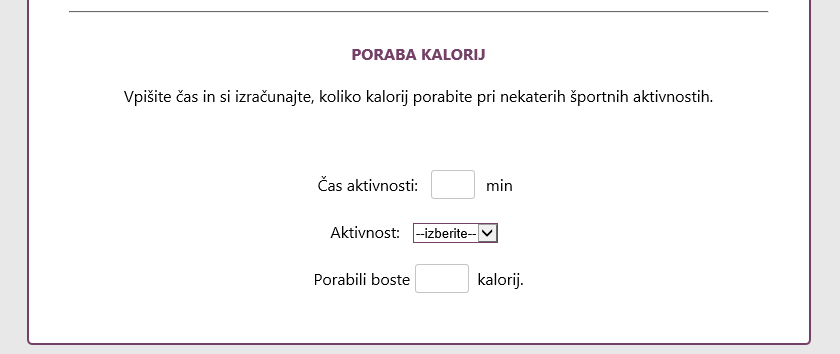 PORABA KALORIJ
Vpišite čas in si izračunajte, koliko kalorij porabite pri nekaterih športnih aktivnostih.
Čas aktivnosti: min
Aktivnost: --izberite--
Porabili boste kalorij.